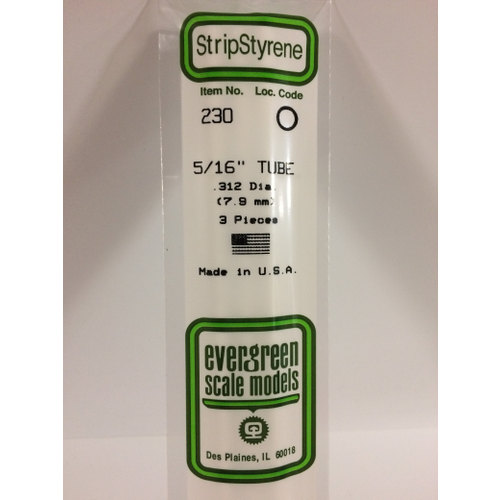 StripStyrene
Item No. Loc. Code
230
5/16" TUBE
.312 Dia.
(7.9 mm)
3 Pieces
Made in U.S.A.
evergreen
scale models
Des Plaines, IL 60018